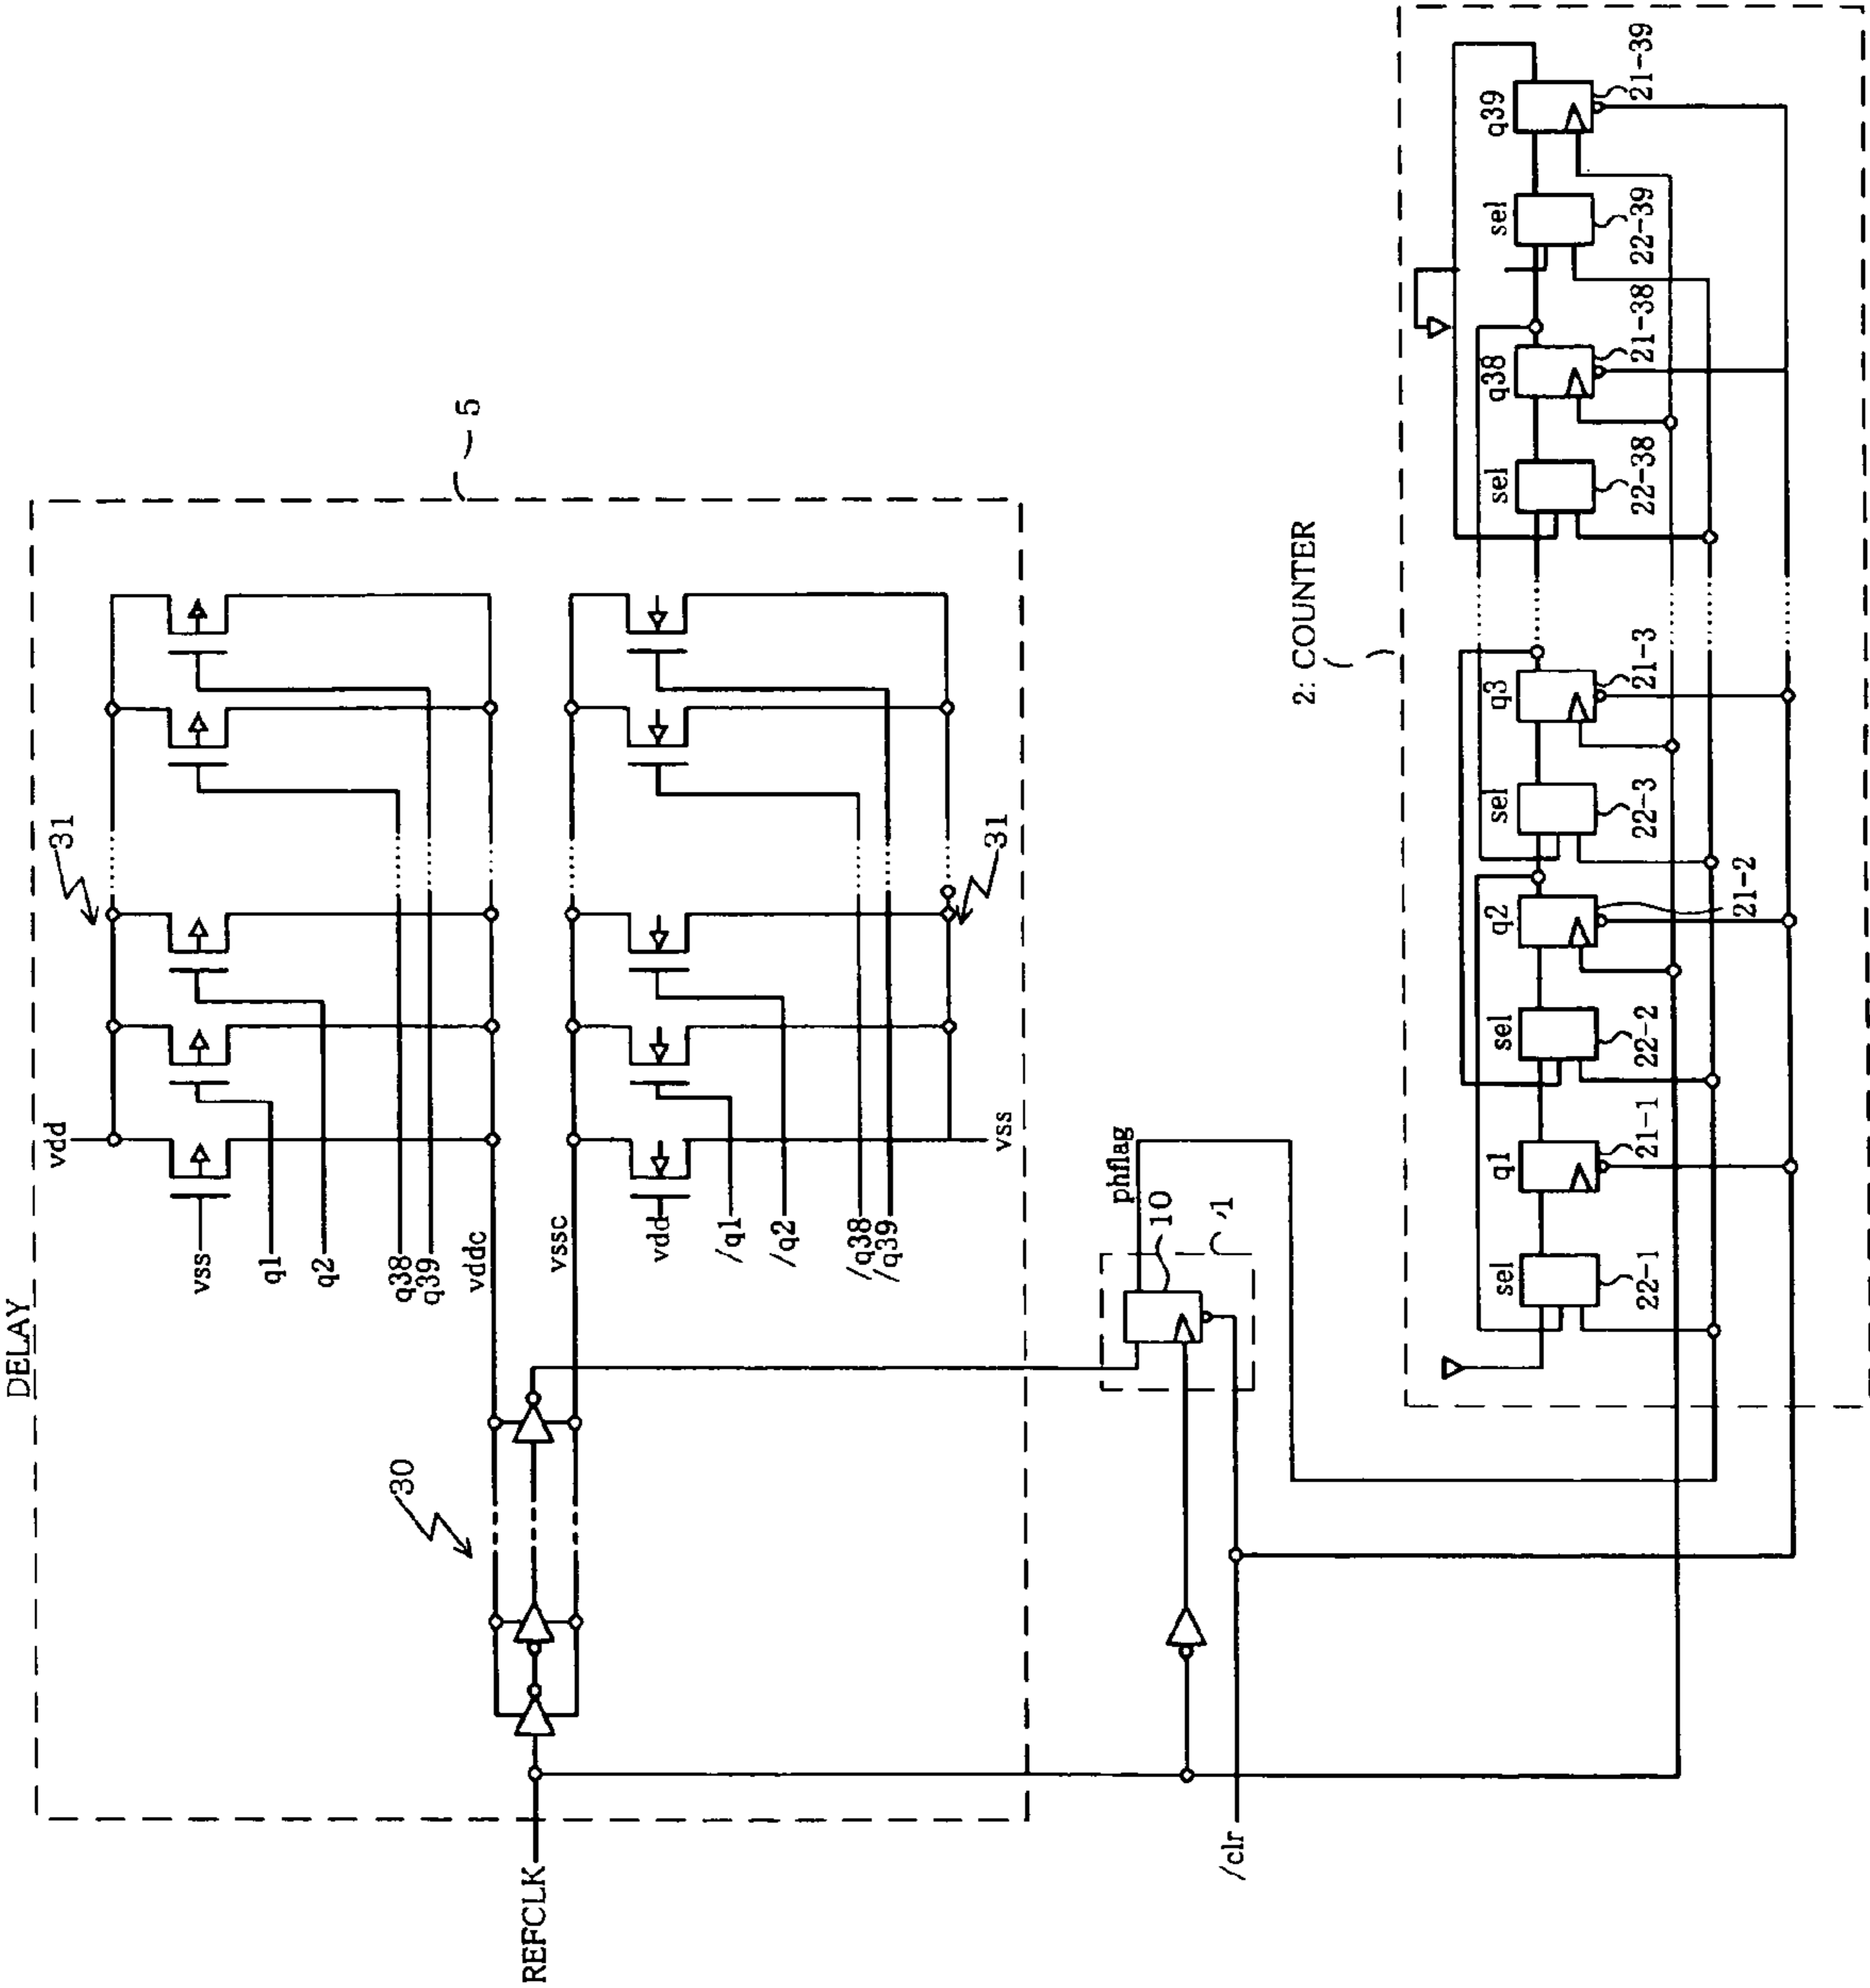 DELAY
5
31
vdd
vss
q1
q2
q38
q39
vddc
vssc
vdd
/q1
/q2
/q38
/q39
31
vss
30
REFCLK
phflag
10
1
/clr
2: COUNTER
sel
q1
sel
q2
sel
q3
sel
q38
sel
q39
22-1
21-1
22-2
21-2
22-3
21-3
22-38
21-38
22-39
21-39